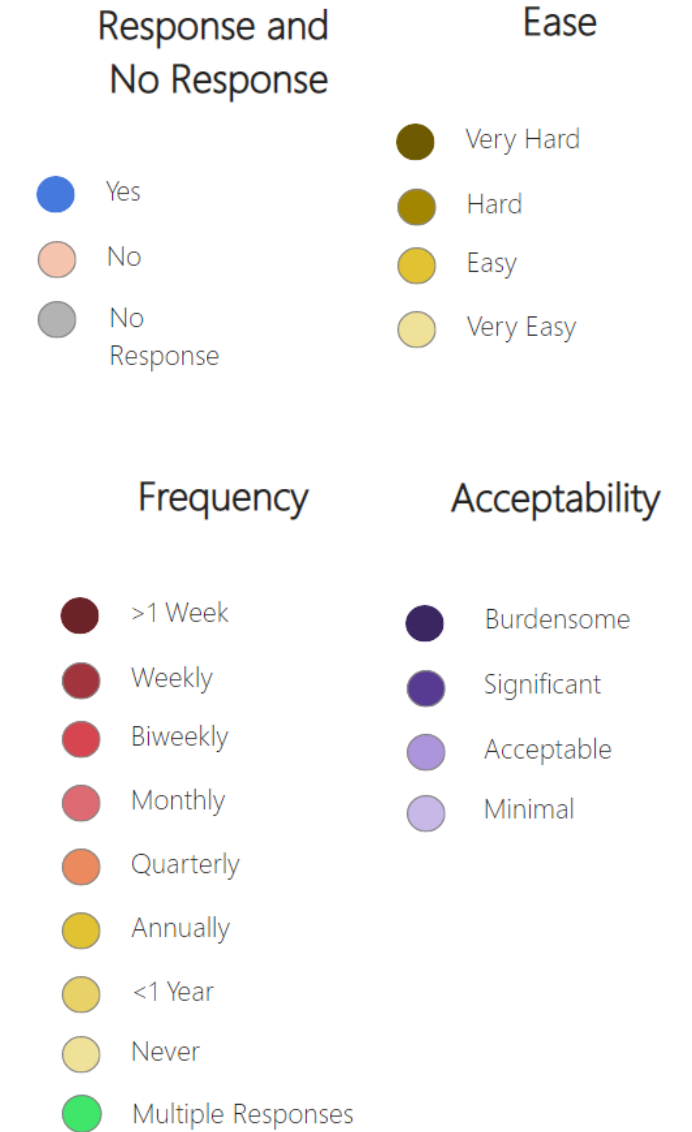 Response and
No Response
Yes
No
No
Response
Ease
Very Hard
Hard
Easy
Very Easy
Frequency
>1 Week
Weekly
Biweekly
Monthly
Quarterly
Annually
<1 Year
Never
Multiple Responses
Acceptability
Burdensome
Significant
Acceptable
Minimal